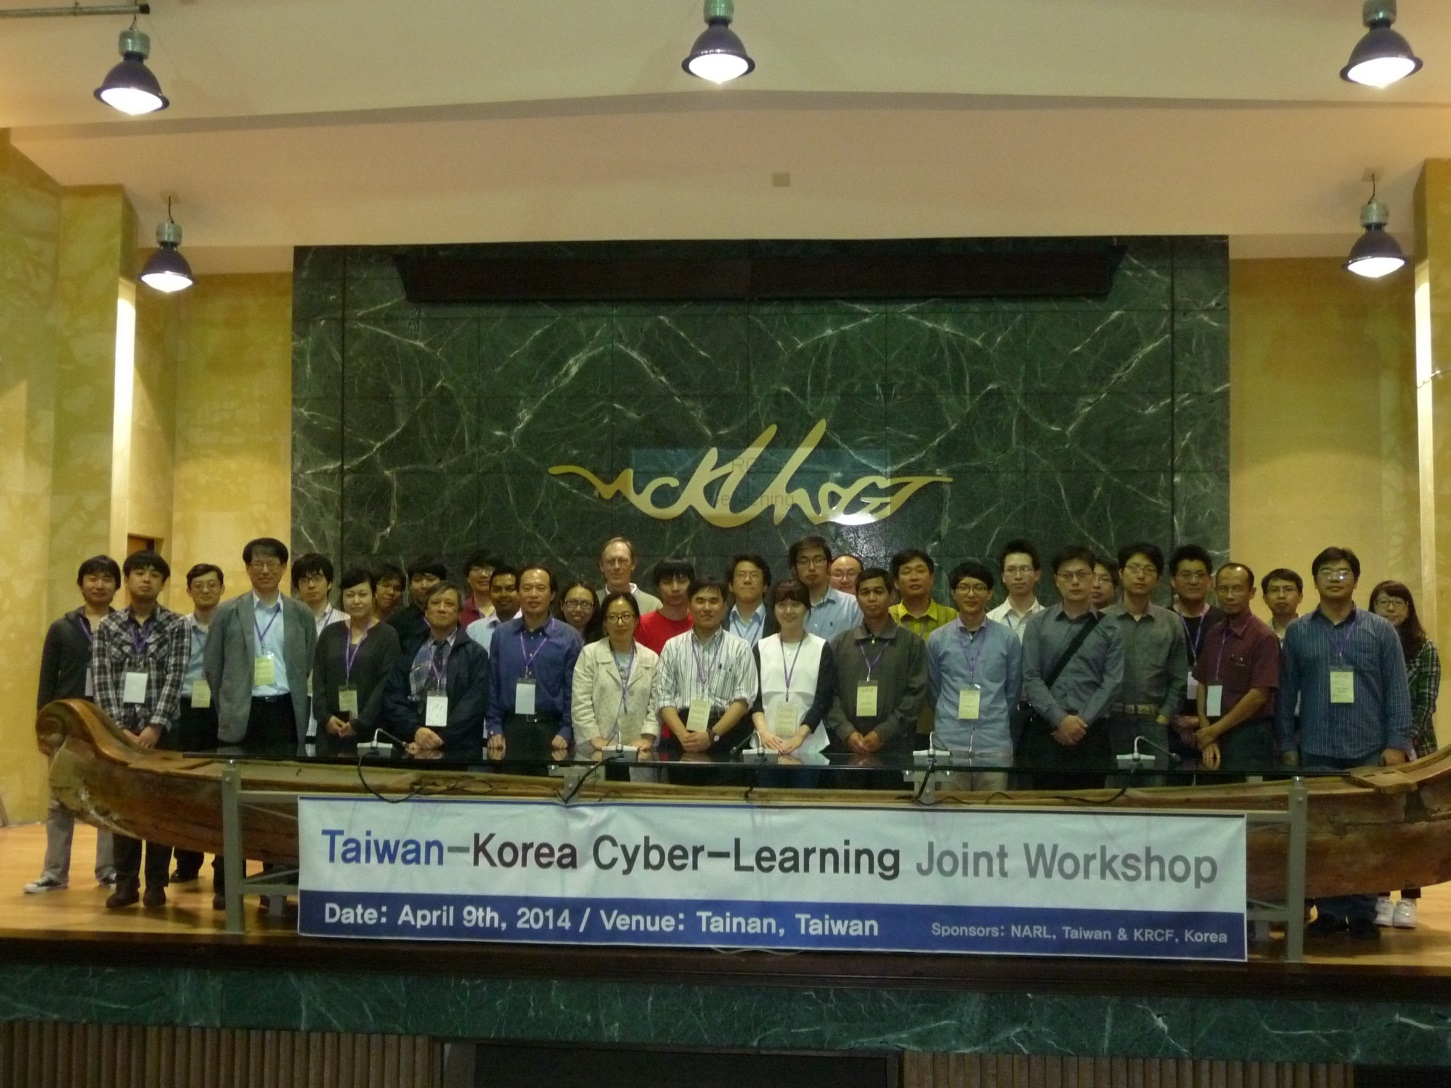 Taiwan-Korea Cyber-Learning Joint Workshop
Date: April 9th, 2014 / Venue: Tainan, Taiwan
Sponsors: NARL, Taiwan & KRCF, Korea